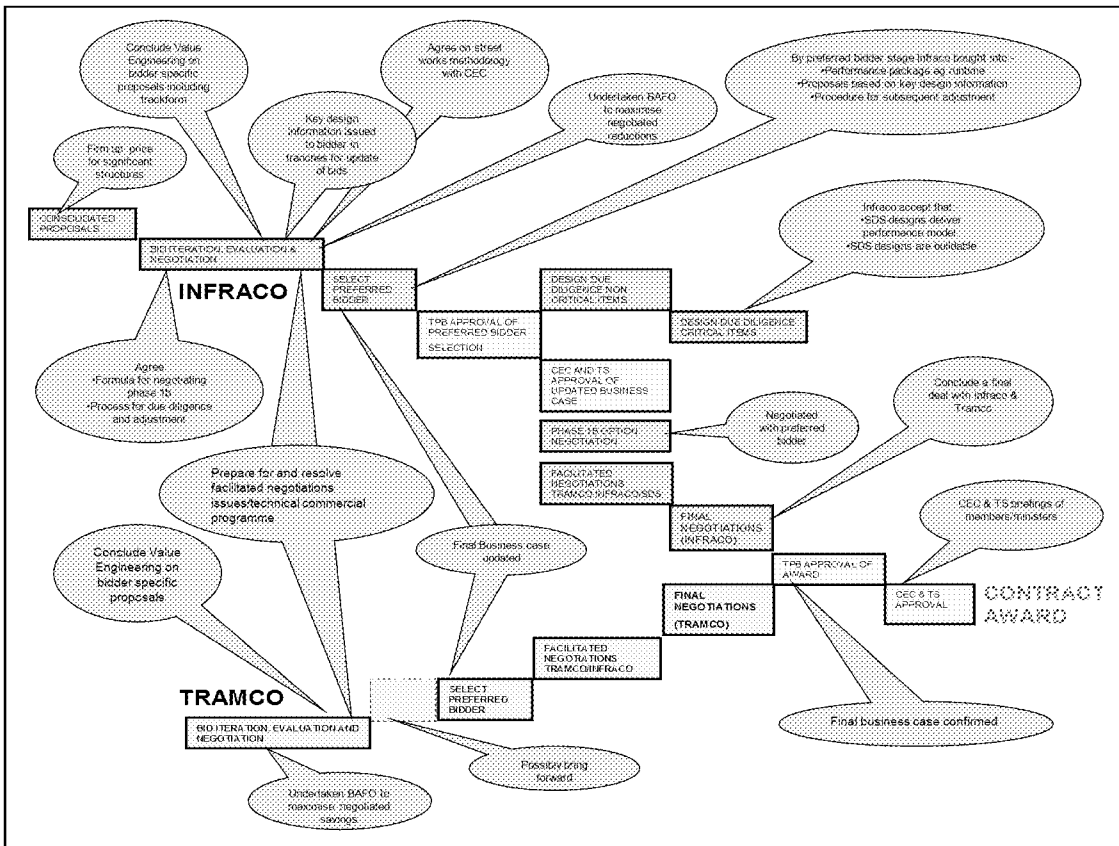 Conclude Value
Engineering on
bidder specific
proposals including
trackform
Agree on street
works methodology
with CEC
By preferred bidder stage Infraco bought into:-
•Performance package eg runtime
•Proposals based on key design information
•Procedure for subsequent adjustment
Undertaken BAFO
to maximise
negotiated
reductions
Key design
information issued
to bidder in
tranches for update
of bids
Firm up price
for significant
structures
CONSOLIDATED
PROPOSALS
BID ITERATION, EVALUATION &
NEGOTIATION
Infraco accept that
•SDS designs deliver
performance model
•SDS designs are buildable
INFRACO
SELECT
PREFERRED
BIDDER
DESIGN DUE
DILIGENCE NON
CRITICAL ITEMS
TPB APPROVAL OF
PREFERRED BIDDER
SELECTION
DESIGN DUE DILIGENCE
CRITICAL ITEMS
Agree
•Formula for negotiating
phase 1b
•Process for due diligence
and adjustment
CEC AND TS
APPROVAL OF
UPDATED BUSINESS
CASE
Conclude a final
deal with Infraco &
Tramco
PHASE 1B OPTION
NEGOTIATION
Negotiated
with preferred
bidder
Prepare for and resolve
facilitated negotiations
issues/technical commercial
programme
FACILITATED
NEGOTIATIONS
TRAMCO/INFRACO/SDS
FINAL
NEGOTIATIONS
(INFRACO)
CEC & TS briefings of
members/ministers
Final Business case
updated
Conclude Value
Engineering on
bidder specific
proposals
TPB APPROVAL OF
AWARD
CEC & TS
APPROVAL
CONTRACT
AWARD
FINAL
NEGOTIATIONS
(TRAMCO)
FACILITATED
NEGOTIATIONS
TRAMCO/INFRACO
TRAMCO
SELECT
PREFERRED
BIDDER
BID ITERATION, EVALUATION AND
NEGOTIATION
Final business case confirmed
Possibly bring
forward
Undertaken BAFO to
maximise negotiated
savings